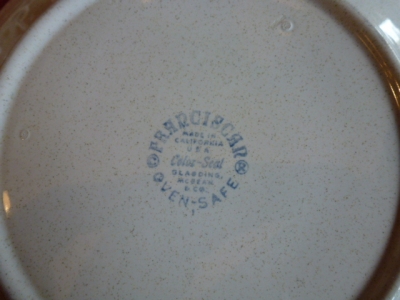 FRANCISCAN
MADE IN
CALIFORNIA
U.S.A.
Color-Seal
GLADDING,
McBEAN
& CO.
OVEN-SAFE